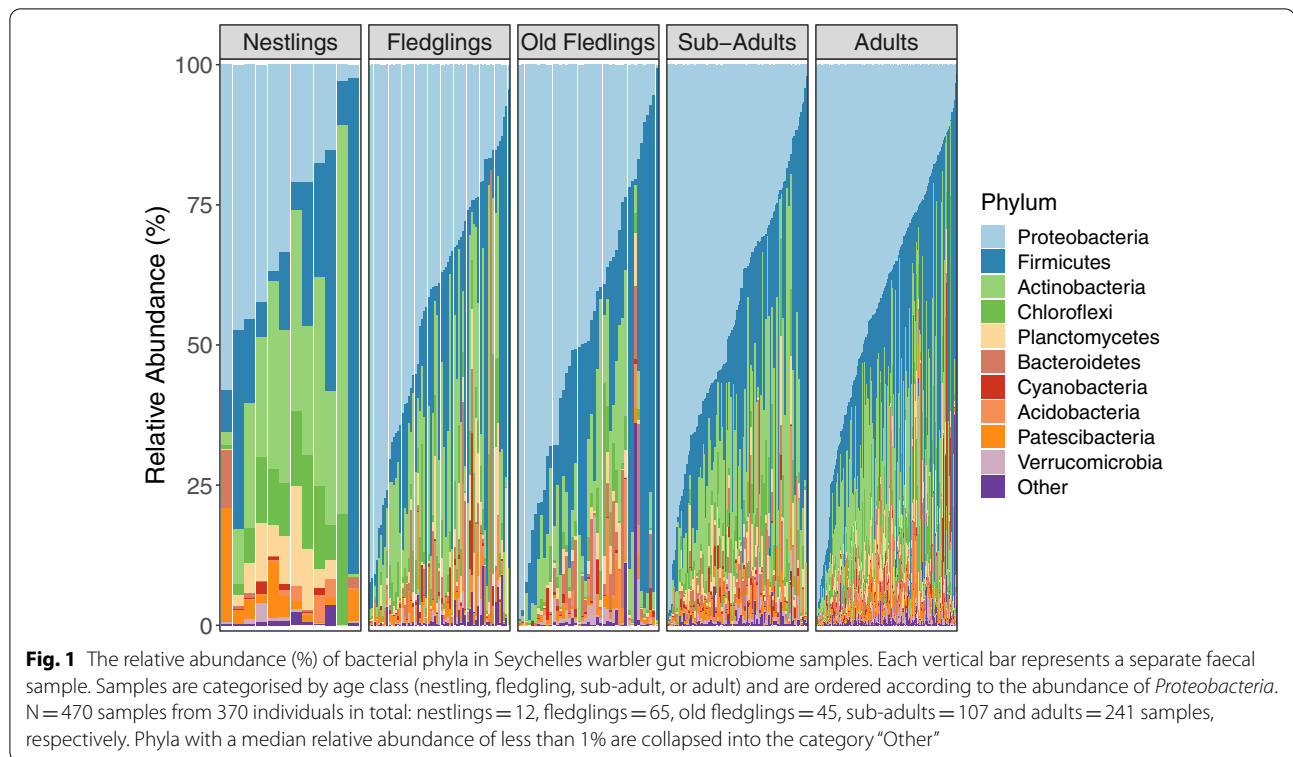 Nestlings Fledglings Old Fledlings Sub−Adults Adults
100
75
50
25
0
Relative Abundance (%)
Phylum
Proteobacteria
Firmicutes
Actinobacteria
Chloroflexi
Planctomycetes
Bacteroidetes
Cyanobacteria
Acidobacteria
Patescibacteria
Verrucomicrobia
Other
Fig. 1 The relative abundance (%) of bacterial phyla in Seychelles warbler gut microbiome samples. Each vertical bar represents a separate faecal
sample. Samples are categorised by age class (nestling, fledgling, sub-adult, or adult) and are ordered according to the abundance of Proteobacteria.
N = 470 samples from 370 individuals in total: nestlings = 12, fledglings = 65, old fledglings = 45, sub-adults = 107 and adults = 241 samples,
respectively. Phyla with a median relative abundance of less than 1% are collapsed into the category “Other”